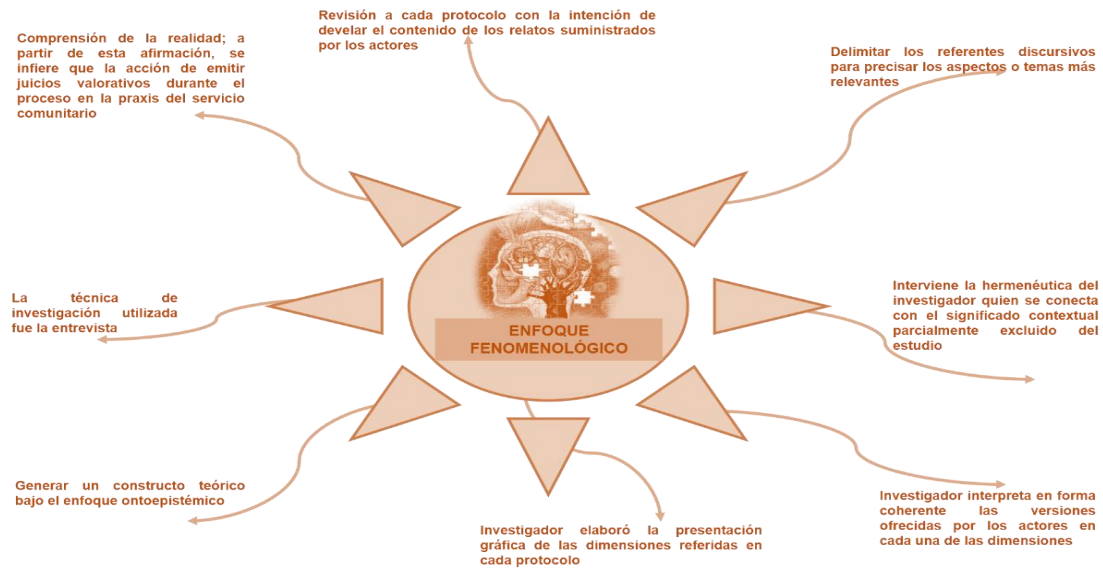 Revisión a cada protocolo con la intención de
develar el contenido de los relatos suministrados
por los actores
Comprensión de la realidad; a
partir de esta afirmación, se
infiere que la acción de emitir
juicios valorativos durante el
proceso en la praxis del servicio
comunitario
Delimitar los referentes discursivos
para precisar los aspectos o temas más
relevantes
La técnica de
investigación utilizada
fue la entrevista
ENFOQUE
FENOMENOLÓGICO
Interviene la hermenéutica del
investigador quien se conecta
con el significado contextual
parcialmente excluido del
estudio
Generar un constructo teórico
bajo el enfoque ontoepistémico
Investigador elaboró la presentación
gráfica de las dimensiones referidas en
cada protocolo
Investigador interpreta en forma
coherente las versiones
ofrecidas por los actores en
cada una de las dimensiones